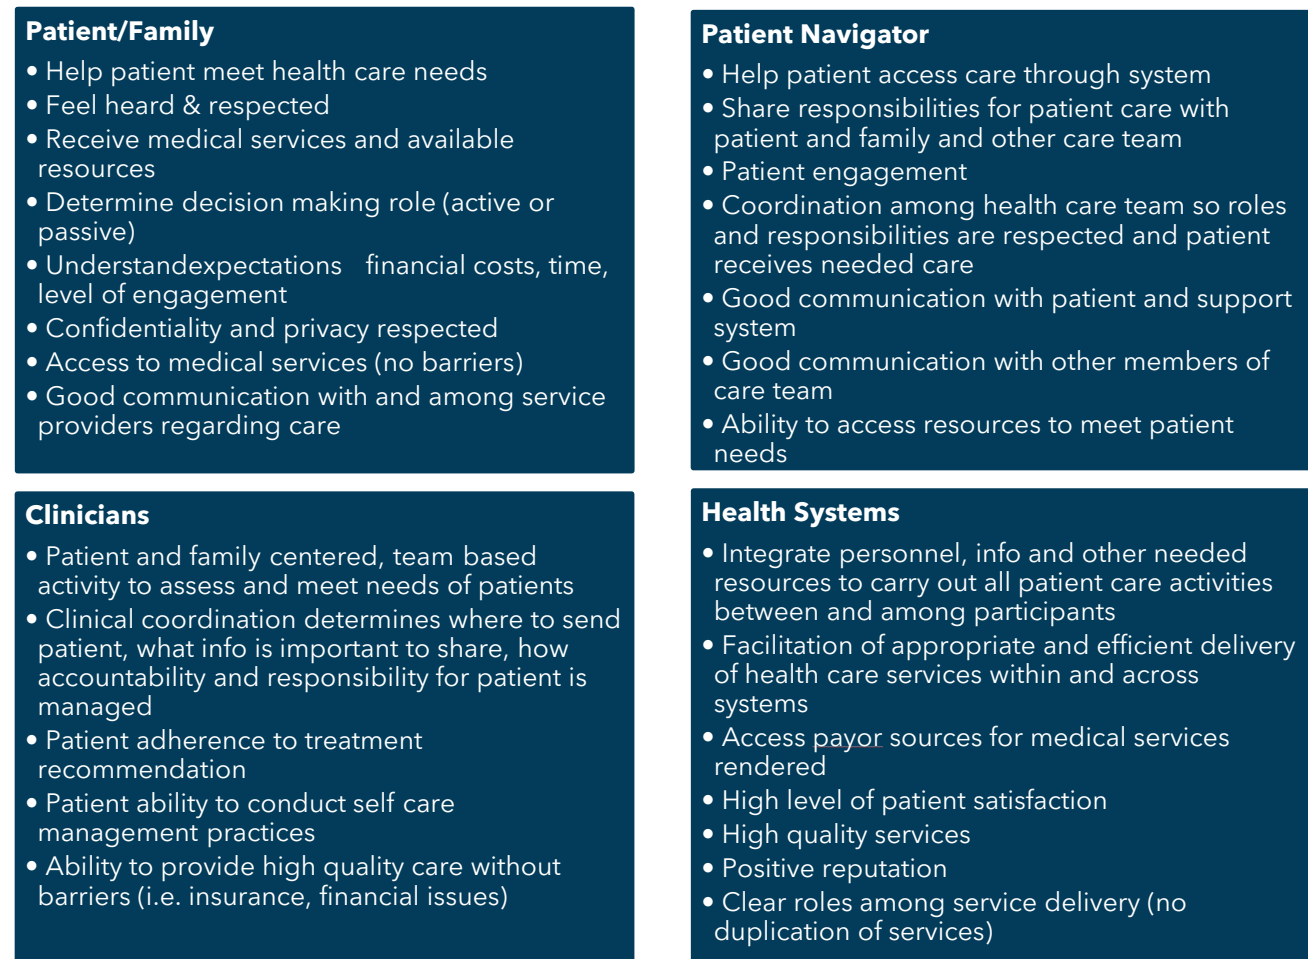 Patient/Family
• Help patient meet health care needs
• Feel heard & respected
• Receive medical services and available
resources
• Determine decision making role (active or
passive)
• Understandexpectations financial costs, time,
level of engagement
• Confidentiality and privacy respected
• Access to medical services (no barriers)
• Good communication with and among service
providers regarding care
Patient Navigator
• Help patient access care through system
• Share responsibilities for patient care with
patient and family and other care team
• Patient engagement
• Coordination among health care team so roles
and responsibilities are respected and patient
receives needed care
• Good communication with patient and support
system
• Good communication with other members of
care team
• Ability to access resources to meet patient
needs
Clinicians
• Patient and family centered, team based
activity to assess and meet needs of patients
• Clinical coordination determines where to send
patient, what info is important to share, how
accountability and responsibility for patient is
managed
• Patient adherence to treatment
recommendation
• Patient ability to conduct self care
management practices
• Ability to provide high quality care without
barriers (i.e. insurance, financial issues)
Health Systems
• Integrate personnel, info and other needed
resources to carry out all patient care activities
between and among participants
• Facilitation of appropriate and efficient delivery
of health care services within and across
systems
• Access payor sources for medical services
rendered
• High level of patient satisfaction
• High quality services
• Positive reputation
• Clear roles among service delivery (no
duplication of services)